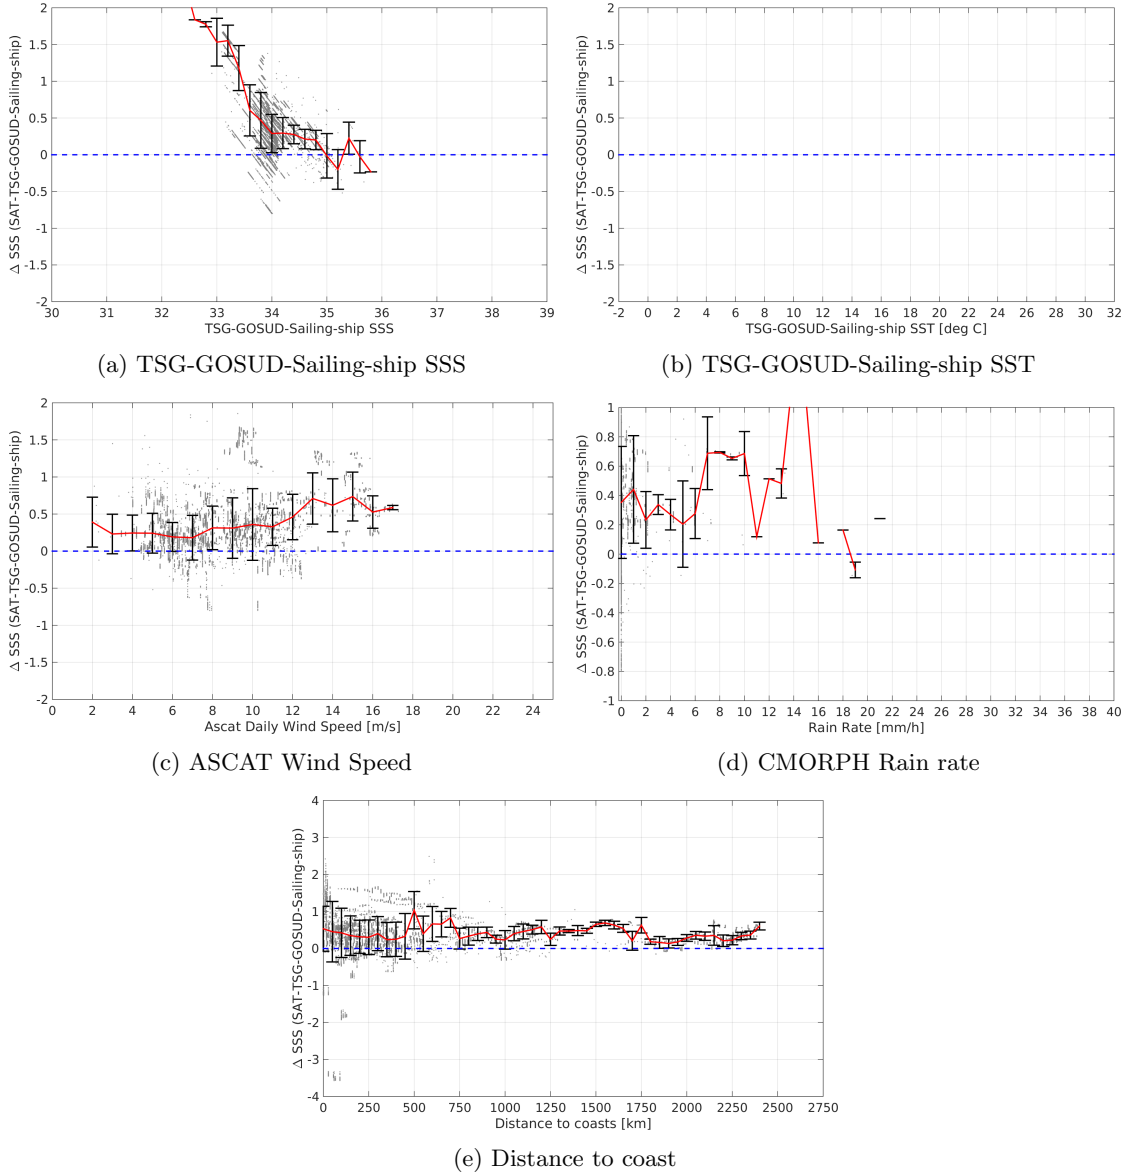 Δ SSS (SAT-TSG-GOSUD-Sailing-ship)
2
1.5
1
0.5
0
-0.5
-1
-1.5
-2
30 31 32 33 34 35 36 37 38 39
TSG-GOSUD-Sailing-ship SSS
(a) TSG-GOSUD-Sailing-ship SSS
Δ SSS (SAT-TSG-GOSUD-Sailing-ship)
2
1.5
1
0.5
0
-0.5
-1
-1.5
-2
-2 0 2 4 6 8 10 12 14 16 18 20 22 24 26 28 30 32
TSG-GOSUD-Sailing-ship SST [deg C]
(b) TSG-GOSUD-Sailing-ship SST
Δ SSS (SAT-TSG-GOSUD-Sailing-ship)
2
1.5
1
0.5
0
-0.5
-1
-1.5
-2
0 2 4 6 8 10 12 14 16 18 20 22 24
Ascat Daily Wind Speed [m/s]
(c) ASCAT Wind Speed
Δ SSS (SAT-TSG-GOSUD-Sailing-ship)
1
0.8
0.6
0.4
0.2
0
-0.2
-0.4
-0.6
-0.8
-1
0 2 4 6 8 10 12 14 16 18 20 22 24 26 28 30 32 34 36 38 40
Rain Rate [mm/h]
(d) CMORPH Rain rate
Δ SSS (SAT-TSG-GOSUD-Sailing-ship)
4
3
2
1
0
-1
-2
-3
-4
0 250 500 750 1000 1250 1500 1750 2000 2250 2500 2750
Distance to coasts [km]
(e) Distance to coast